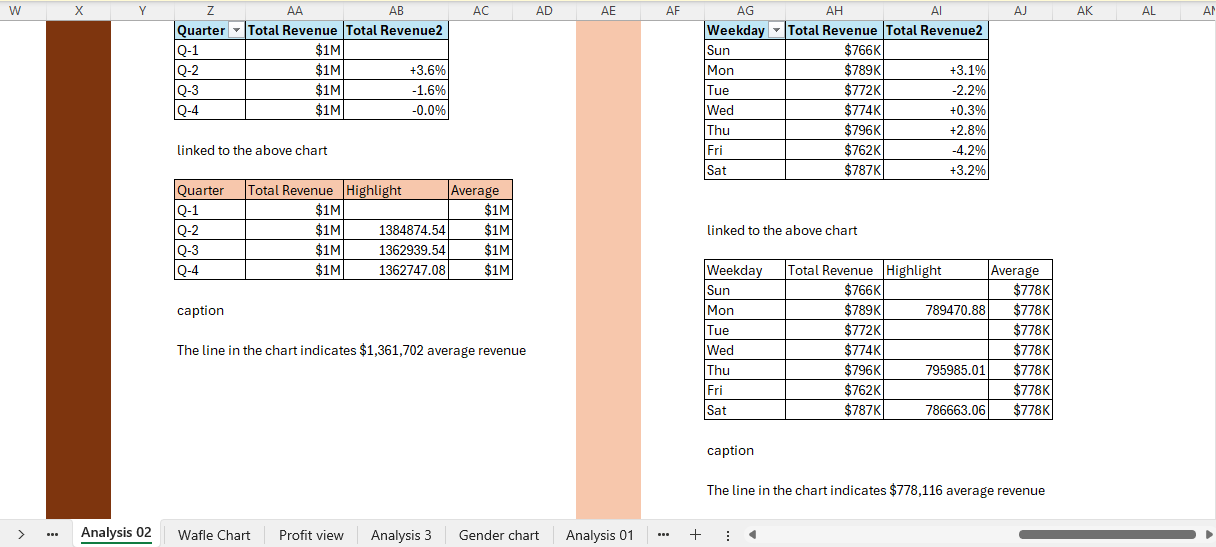 W X Y Z AA AB AC AD AE AF AG AH AI AJ AK AL
Quarter Total Revenue Total Revenue2
Q-1 $1M
Q-2 $1M +3.6%
Q-3 $1M -1.6%
Q-4 $1M -0.0%
linked to the above chart
Quarter Total Revenue Highlight Average
Q-1 $1M $1M
Q-2 $1M 1384874.54 $1M
Q-3 $1M 1362939.54 $1M
Q-4 $1M 1362747.08 $1M
caption
The line in the chart indicates $1,361,702 average revenue
Weekday Total Revenue Total Revenue2
Sun $766K
Mon $789K +3.1%
Tue $772K -2.2%
Wed $774K +0.3%
Thu $796K +2.8%
Fri $762K -4.2%
Sat $787K +3.2%
linked to the above chart
Weekday Total Revenue Highlight Average
Sun $766K $778K
Mon $789K 789470.88 $778K
Tue $772K $778K
Wed $774K $778K
Thu $796K 795985.01 $778K
Fri $762K $778K
Sat $787K 786663.06 $778K
caption
The line in the chart indicates $778,116 average revenue
Analysis 02 Wafle Chart Profit view Analysis 3 Gender chart Analysis 01